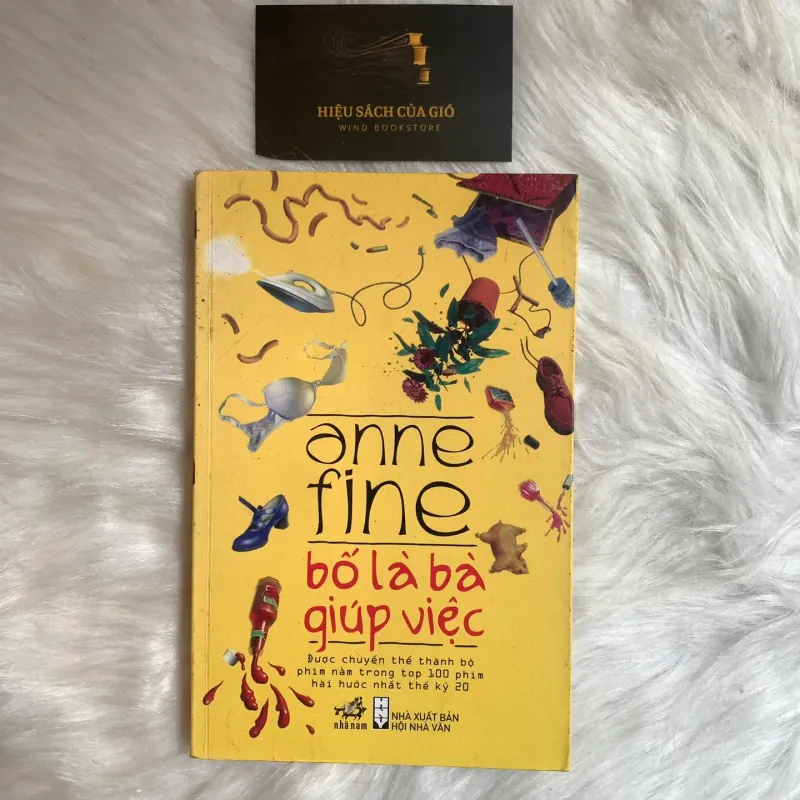 HIỆU SÁCH CỦA GIÓ
WIND BOOKSTORE
anne
fine
bố là bà
giúp việc
Được chuyển thể thành bộ
phim nằm trong top 100 phim
hài hước nhất thế kỷ 20
nhã nam
HNV
NHÀ XUẤT BẢN
HỘI NHÀ VĂN